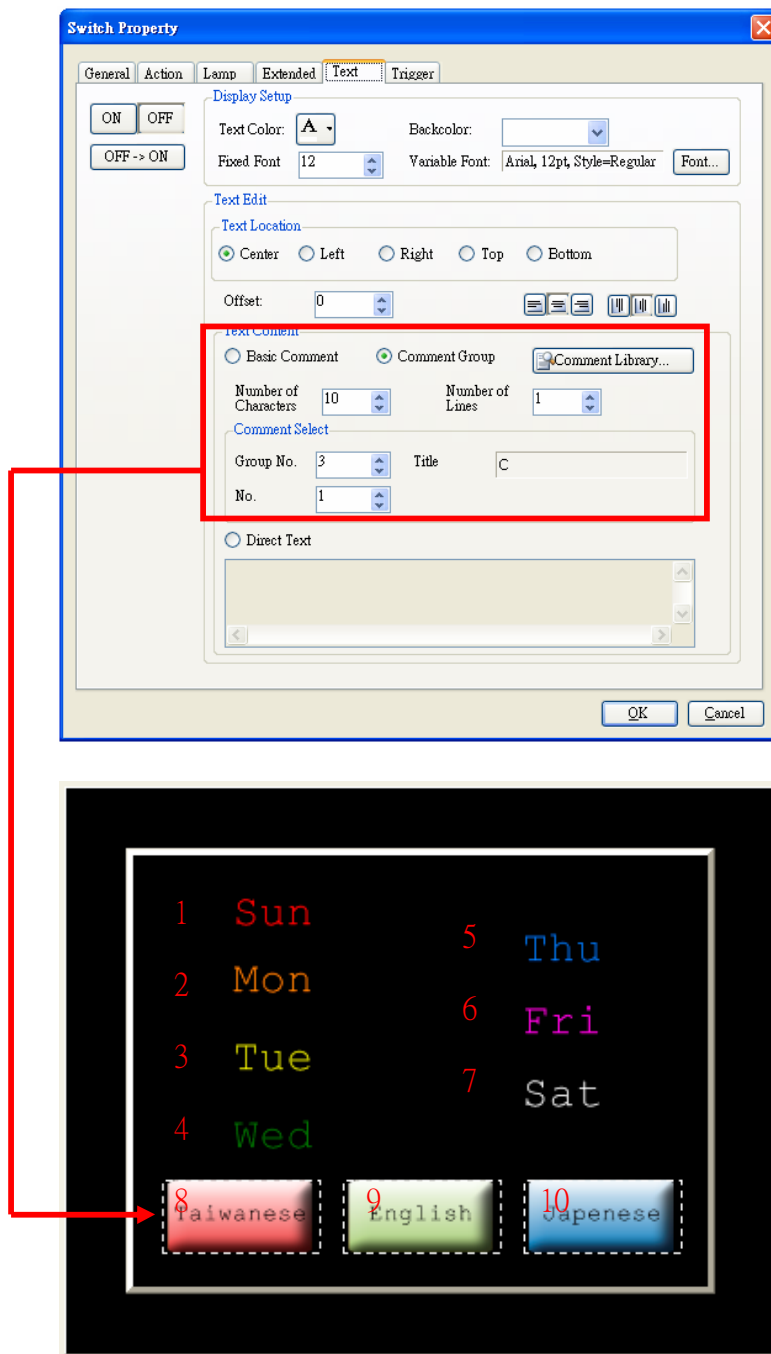 Switch Property
General Action Lamp Extended Text Trigger
ON OFF
OFF -> ON
Display Setup
Text Color: A Backcolor:
Fixed Font 12 Variable Font: Arial, 12pt, Style=Regular Font...
Text Edit
Text Location
Center Left Right Top Bottom
Offset: 0
Text Content
Basic Comment Comment Group Comment Library...
Number of Characters 10 Number of Lines 1
Comment Select
Group No. 3 Title C
No. 1
Direct Text
OK Cancel
1 Sun
5 Thu
2 Mon
6 Fri
3 Tue
7 Sat
4 Wed
8 Taiwanese 9 English 10 Japenese